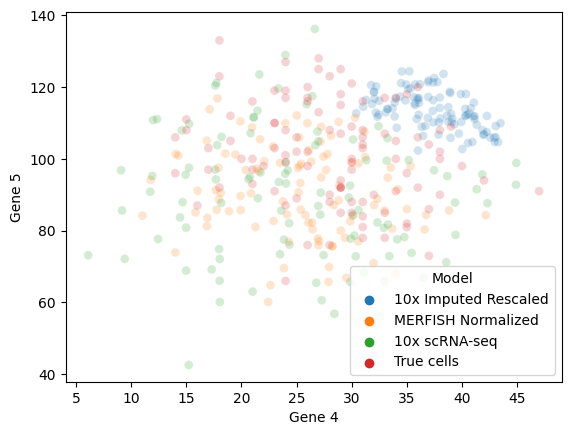 140
120
100
80
60
40
Gene 5
5
10
15
20
25
30
35
40
45
Gene 4
Model
10x Imputed Rescaled
MERFISH Normalized
10x scRNA-seq
True cells